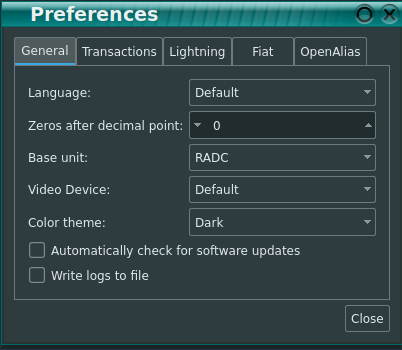 Preferences
General Transactions Lightning Fiat OpenAlias
Language: Default
Zeros after decimal point: 0
Base unit: RADC
Video Device: Default
Color theme: Dark
Automatically check for software updates
Write logs to file
Close